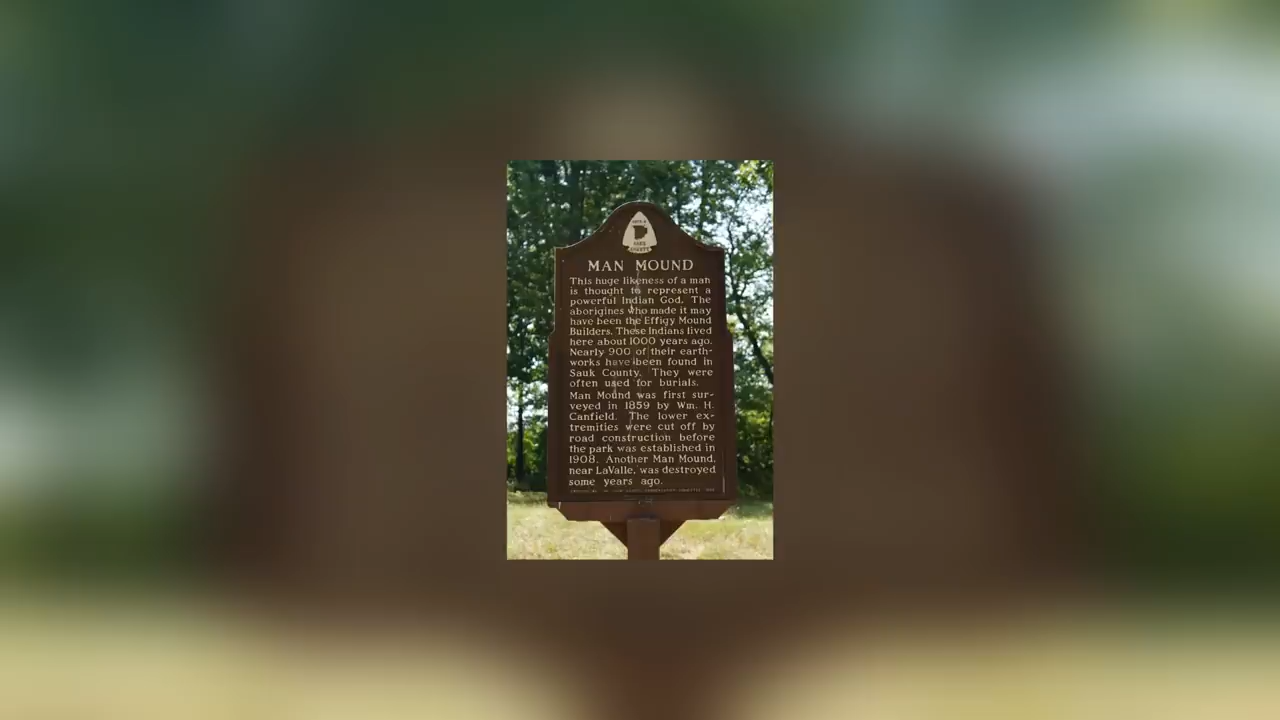 SAUK
COUNTY
MAN MOUND
This huge likeness of a man
is thought to represent a
powerful Indian God. The
aborigines who made it may
have been the Effigy Mound
Builders. These Indians lived
here about 1000 years ago.
Nearly 900 of their earth-
works have been found in
Sauk County. They were
often used for burials.
Man Mound was first sur-
veyed in 1859 by Wm. H.
Canfield. The lower ex-
tremities were cut off by
road construction before
the park was established in
1908. Another Man Mound,
near LaValle, was destroyed
some years ago.